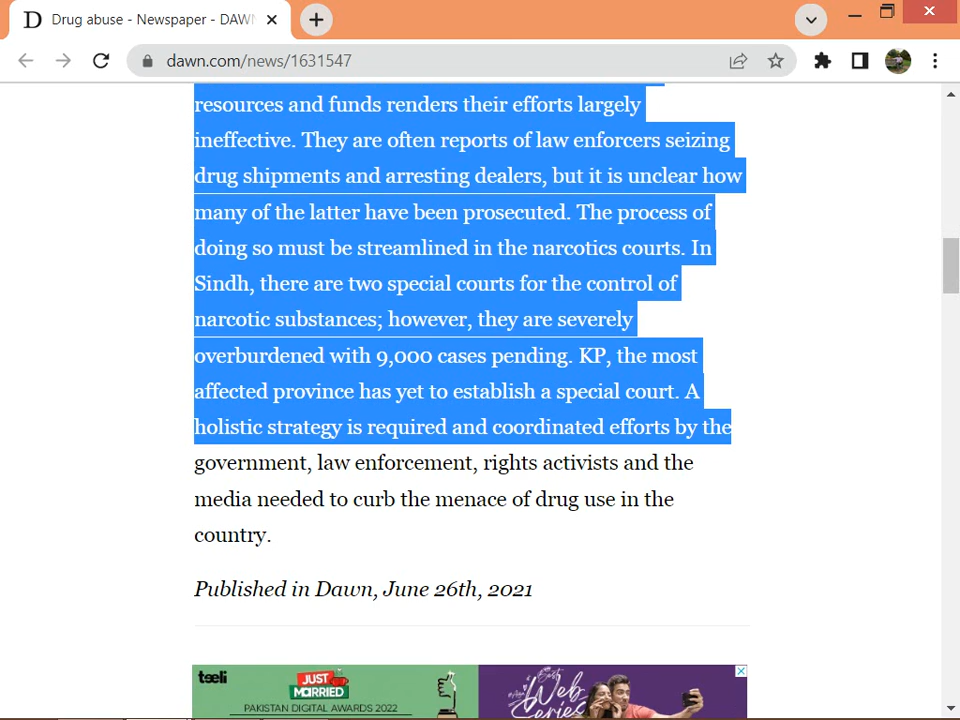 Drug abuse - Newspaper - DAWN
dawn.com/news/1631547
resources and funds renders their efforts largely
ineffective. They are often reports of law enforcers seizing
drug shipments and arresting dealers, but it is unclear how
many of the latter have been prosecuted. The process of
doing so must be streamlined in the narcotics courts. In
Sindh, there are two special courts for the control of
narcotic substances; however, they are severely
overburdened with 9,000 cases pending. KP, the most
affected province has yet to establish a special court. A
holistic strategy is required and coordinated efforts by the
government, law enforcement, rights activists and the
media needed to curb the menace of drug use in the
country.
Published in Dawn, June 26th, 2021
teeli
JUST
MARRIED
PAKISTAN DIGITAL AWARDS 2022
Best
Web
Series